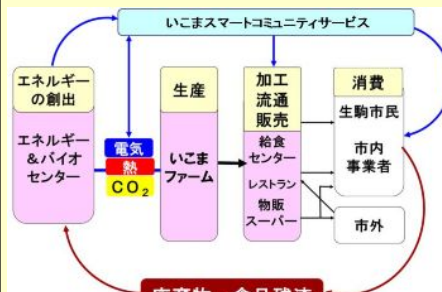 いこまスマートコミュニティサービス
エネルギー
の創出
エネルギー
&バイオ
センター
電気
熱
CO₂
生産
いこま
ファーム
加工
流通
販売
給食
センター
レストラン
物販
スーパー
消費
生駒市民
市内
事業者
市外